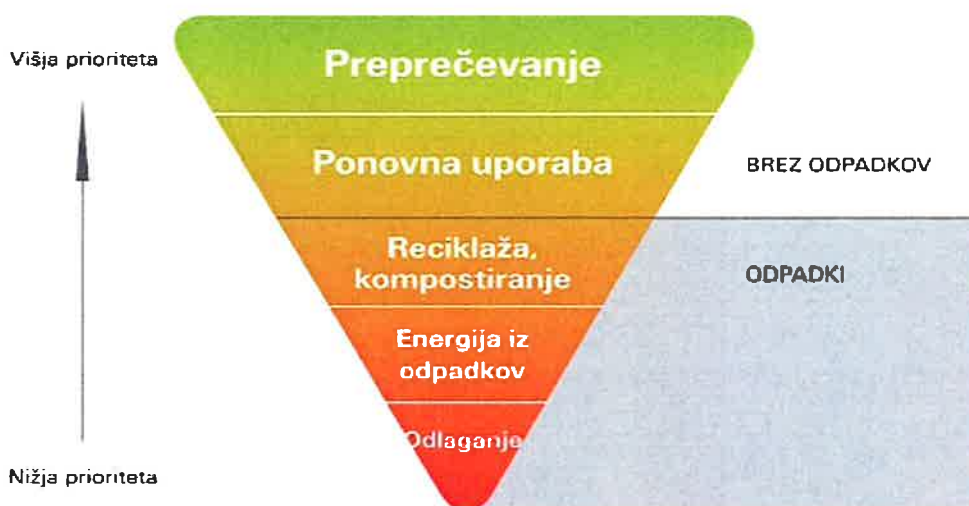 Višja prioriteta
Preprečevanje
Ponovna uporaba
BREZ ODPADKOV
Reciklaža,
kompostiranje
ODPADKI
Energija iz
odpadkov
Odlaganje
Nižja prioriteta